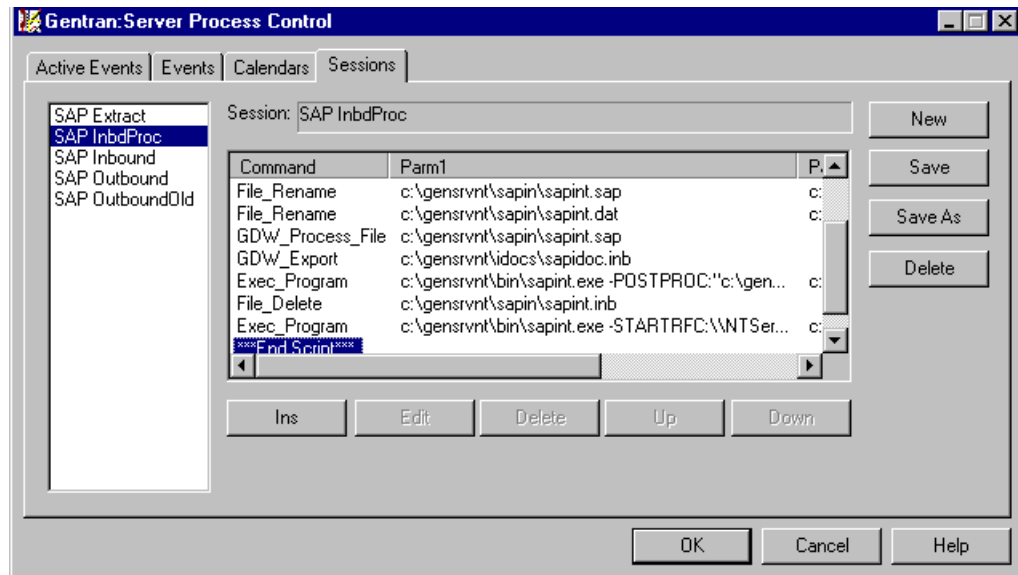 Gentran:Server Process Control
Active Events Events Calendars Sessions
SAP Extract
SAP InbdProc
SAP Inbound
SAP Outbound
SAP OutboundOld
Session: SAP InbdProc
Command Parm1 P
File_Rename c:\gensrvnt\sapin\sapint.sap c:
File_Rename c:\gensrvnt\sapin\sapint.dat c:
GDW_Process_File c:\gensrvnt\sapin\sapint.sap
GDW_Export c:\gensrvnt\idocs\sapidoc.inb
Exec_Program c:\gensrvnt\bin\sapint.exe -POSTPROC:"c:\gen... c:
File_Delete c:\gensrvnt\sapin\sapint.inb
Exec_Program c:\gensrvnt\bin\sapint.exe -STARTRFC:\\NTSer... c:
***End Script***
Ins Edit Delete Up Down
New
Save
Save As
Delete
OK Cancel Help